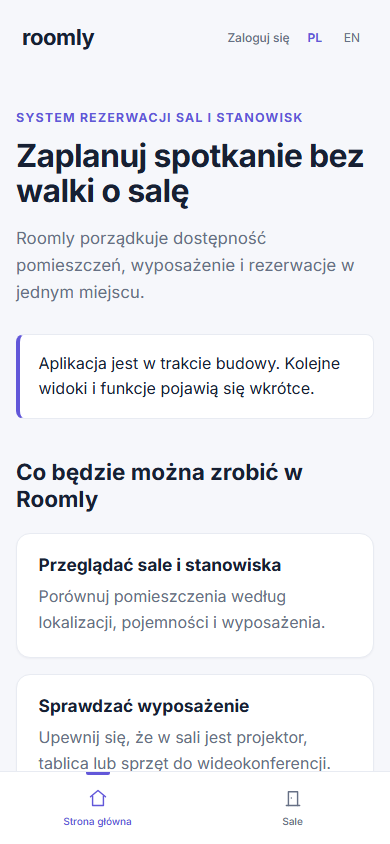 roomly
Zaloguj się PL EN
SYSTEM REZERWACJI SAL I STANOWISK
Zaplanuj spotkanie bez
walki o salę
Roomly porządkuje dostępność
pomieszczeń, wyposażenie i rezerwacje w
jednym miejscu.
Aplikacja jest w trakcie budowy. Kolejne
widoki i funkcje pojawią się wkrótce.
Co będzie można zrobić w
Roomly
Przeglądać sale i stanowiska
Porównuj pomieszczenia według
lokalizacji, pojemności i wyposażenia.
Sprawdzać wyposażenie
Upewnij się, że w sali jest projektor,
tablica lub sprzęt do wideokonferencji.
Strona główna
Sale